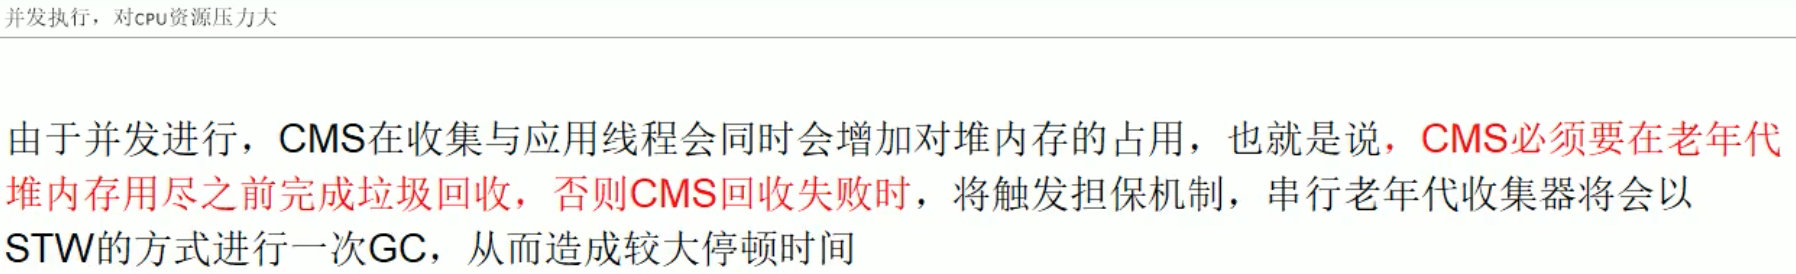 并发执行，对CPU资源压力大
由于并发进行，CMS在收集与应用线程会同时会增加对堆内存的占用，也就是说，CMS必须要在老年代
堆内存用尽之前完成垃圾回收，否则CMS回收失败时，将触发担保机制，串行老年代收集器将会以
STW的方式进行一次GC，从而造成较大停顿时间